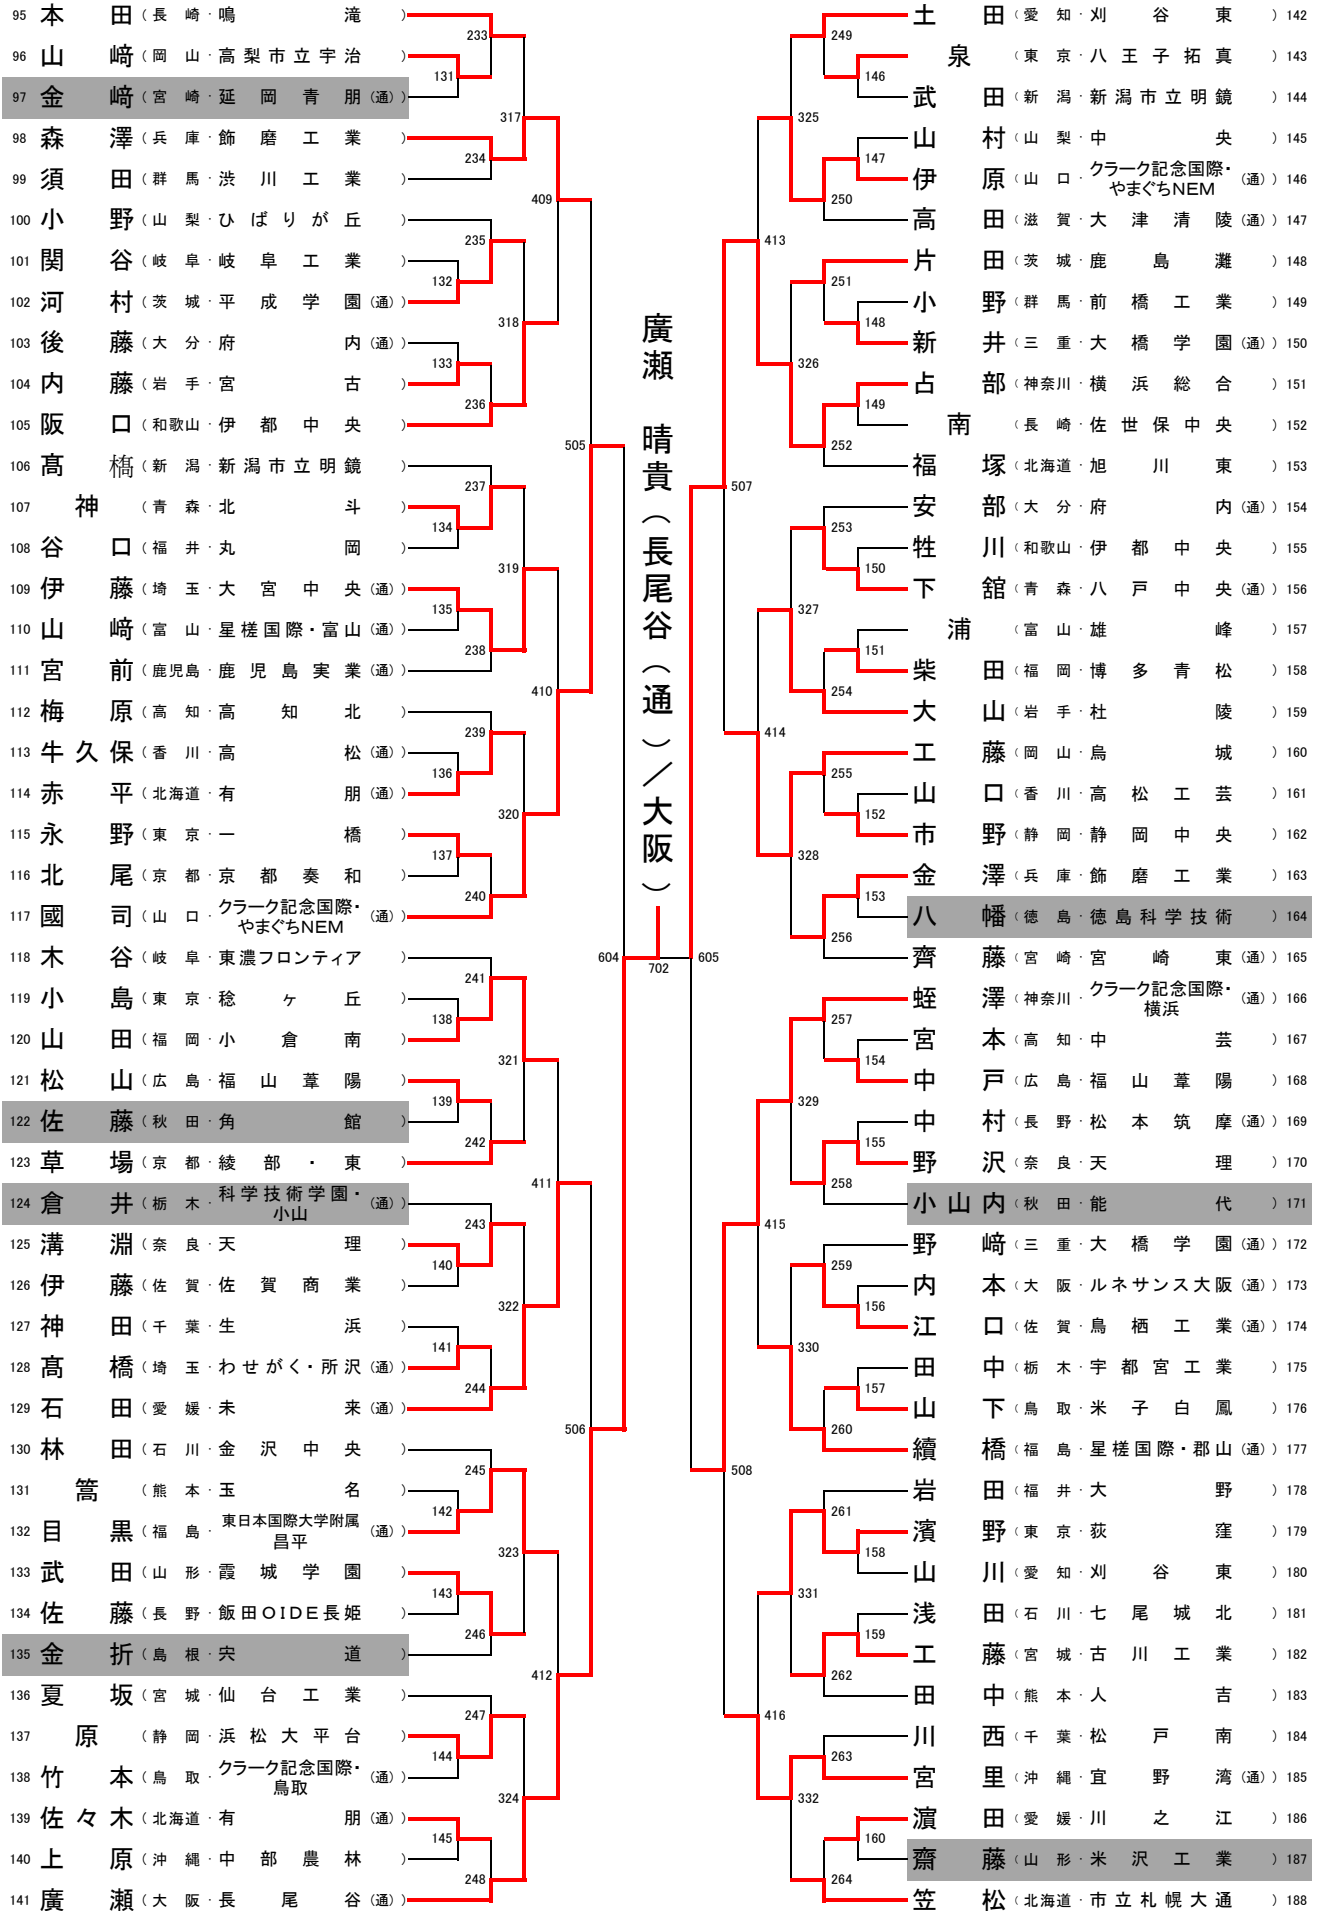 95 本田（長崎・鳴滝）
96 山﨑（岡山・高梨市立宇治）
97 金﨑（宮崎・延岡青朋（通））
98 森澤（兵庫・飾磨工業）
99 須田（群馬・渋川工業）
100 小野（山梨・ひばりが丘）
101 関谷（岐阜・岐阜工業）
102 河村（茨城・平成学園（通））
103 後藤（大分・府内（通））
104 内藤（岩手・宮古）
105 阪口（和歌山・伊都中央）
106 髙橋（新潟・新潟市立明鏡）
107 神（青森・北斗）
108 谷口（福井・丸岡）
109 伊藤（埼玉・大宮中央（通））
110 山﨑（富山・星槎国際・富山（通））
111 宮前（鹿児島・鹿児島実業（通））
112 梅原（高知・高知北）
113 牛久保（香川・高松（通））
114 赤平（北海道・有朋（通））
115 永野（東京・一橋）
116 北尾（京都・京都奏和）
117 國司（山口・クラーク記念国際・やまぐちNEM（通））
118 木谷（岐阜・東濃フロンティア）
119 小島（東京・稔ヶ丘）
120 山田（福岡・小倉南）
121 松山（広島・福山葦陽）
122 佐藤（秋田・角館）
123 草場（京都・綾部・東）
124 倉井（栃木・科学技術学園・小山（通））
125 溝淵（奈良・天理）
126 伊藤（佐賀・佐賀商業）
127 神田（千葉・生浜）
128 髙橋（埼玉・わせがく・所沢（通））
129 石田（愛媛・未来（通））
130 林田（石川・金沢中央）
131 篙（熊本・玉名）
132 目黒（福島・東日本国際大学附属昌平（通））
133 武田（山形・霞城学園）
134 佐藤（長野・飯田OIDE長姫）
135 金折（島根・宍道）
136 夏坂（宮城・仙台工業）
137 原（静岡・浜松大平台）
138 竹本（鳥取・クラーク記念国際・鳥取（通））
139 佐々木（北海道・有朋（通））
140 上原（沖縄・中部農林）
141 廣瀬（大阪・長尾谷（通））
233
131
317
234
409
235
132
318
133
236
505
237
134
319
135
238
410
239
136
320
137
240
604
241
138
321
139
242
411
243
140
322
141
244
506
245
142
323
143
246
412
247
144
324
145
248
廣瀬 晴貴（長尾谷（通）／大阪）
702
249
146
325
147
250
413
251
148
326
149
252
507
253
150
327
151
254
414
255
152
328
153
256
605
257
154
329
155
258
415
259
156
330
157
260
508
261
158
331
159
262
416
263
332
160
264
土田（愛知・刈谷東）142
泉（東京・八王子拓真）143
武田（新潟・新潟市立明鏡）144
山村（山梨・中央）145
伊原（山口・クラーク記念国際・やまぐちNEM（通））146
高田（滋賀・大津清陵（通））147
片田（茨城・鹿島灘）148
小野（群馬・前橋工業）149
新井（三重・大橋学園（通））150
占部（神奈川・横浜総合）151
南（長崎・佐世保中央）152
福塚（北海道・旭川東）153
安部（大分・府内（通））154
牲川（和歌山・伊都中央）155
下舘（青森・八戸中央（通））156
浦（富山・雄峰）157
柴田（福岡・博多青松）158
大山（岩手・杜陵）159
工藤（岡山・烏城）160
山口（香川・高松工芸）161
市野（静岡・静岡中央）162
金澤（兵庫・飾磨工業）163
八幡（徳島・徳島科学技術）164
齊藤（宮崎・宮崎東（通））165
蛭澤（神奈川・クラーク記念国際・横浜（通））166
宮本（高知・中芸）167
中戸（広島・福山葦陽）168
中村（長野・松本筑摩（通））169
野沢（奈良・天理）170
小山内（秋田・能代）171
野﨑（三重・大橋学園（通））172
内本（大阪・ルネサンス大阪（通））173
江口（佐賀・鳥栖工業（通））174
田中（栃木・宇都宮工業）175
山下（鳥取・米子白鳳）176
續橋（福島・星槎国際・郡山（通））177
岩田（福井・大野）178
濱野（東京・荻窪）179
山川（愛知・刈谷東）180
浅田（石川・七尾城北）181
工藤（宮城・古川工業）182
田中（熊本・人吉）183
川西（千葉・松戸南）184
宮里（沖縄・宜野湾（通））185
濵田（愛媛・川之江）186
齋藤（山形・米沢工業）187
笠松（北海道・市立札幌大通）188